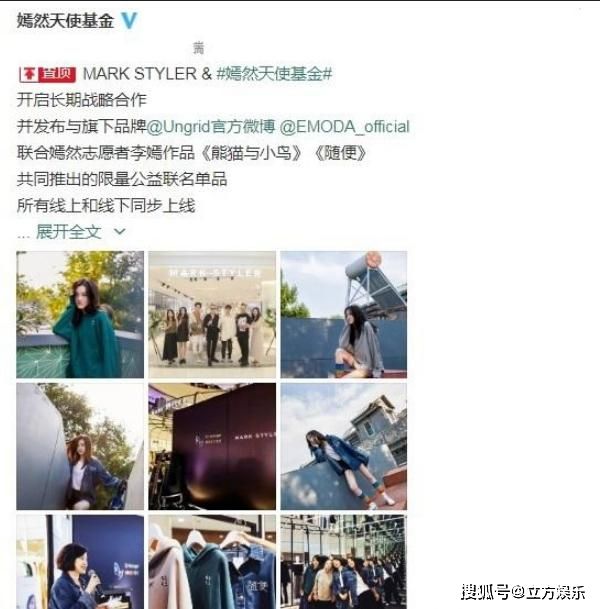 嫣然天使基金
置顶 MARK STYLER & #嫣然天使基金#
开启长期战略合作
并发布与旗下品牌@Ungrid官方微博 @EMODA_official
联合嫣然志愿者李嫣作品《熊猫与小鸟》《随便》
共同推出的限量公益联名单品
所有线上和线下同步上线
... 展开全文
MARK STYLER
MARK STYLE
随便
搜狐号@立方娱乐